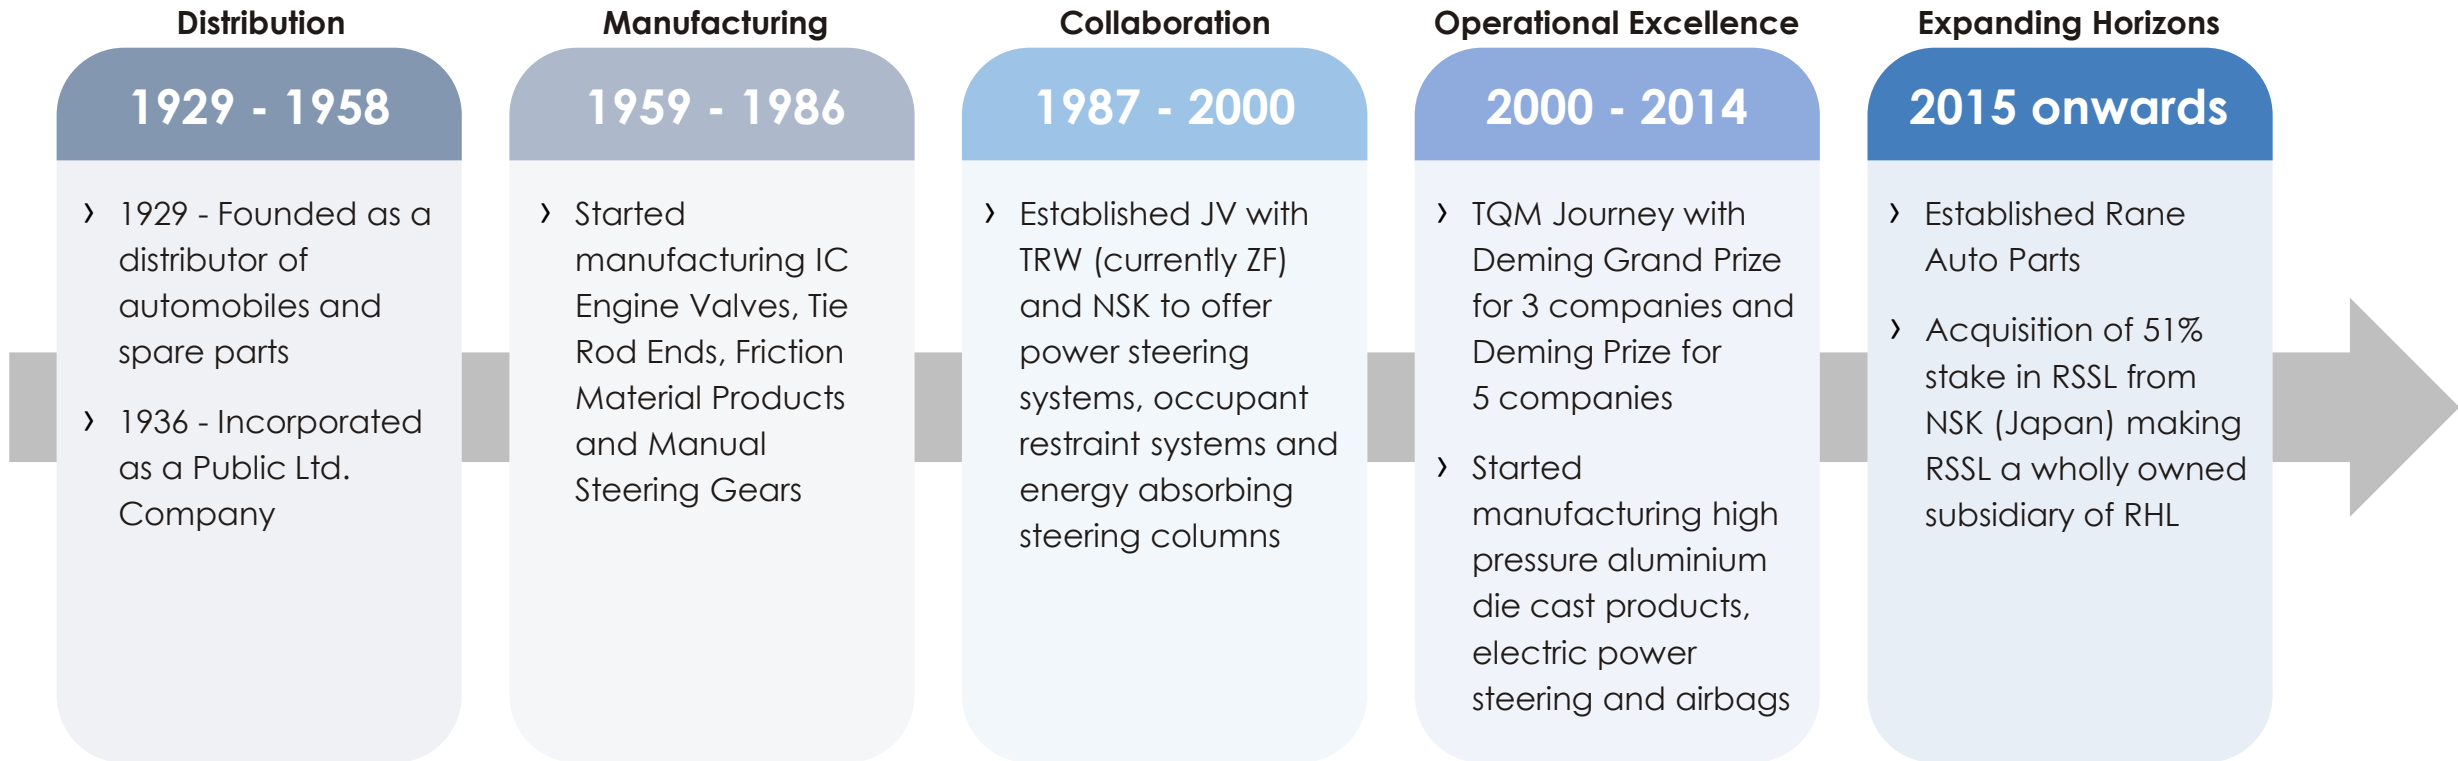 Distribution
1929 - 1958
› 1929 - Founded as a
distributor of
automobiles and
spare parts
› 1936 - Incorporated
as a Public Ltd.
Company
Manufacturing
1959 - 1986
› Started
manufacturing IC
Engine Valves, Tie
Rod Ends, Friction
Material Products
and Manual
Steering Gears
Collaboration
1987 - 2000
› Established JV with
TRW (currently ZF)
and NSK to offer
power steering
systems, occupant
restraint systems and
energy absorbing
steering columns
Operational Excellence
2000 - 2014
› TQM Journey with
Deming Grand Prize
for 3 companies and
Deming Prize for
5 companies
› Started
manufacturing high
pressure aluminium
die cast products,
electric power
steering and airbags
Expanding Horizons
2015 onwards
› Established Rane
Auto Parts
› Acquisition of 51%
stake in RSSL from
NSK (Japan) making
RSSL a wholly owned
subsidiary of RHL